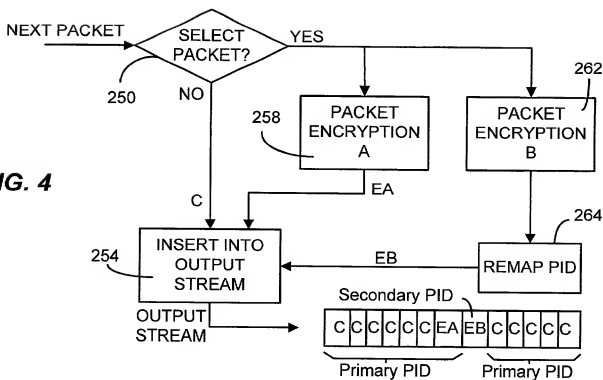 NEXT PACKET
SELECT
PACKET?
YES
250
NO
262
258
PACKET
ENCRYPTION
A
PACKET
ENCRYPTION
B
IG. 4
C
EA
264
254
INSERT INTO
OUTPUT
STREAM
EB
REMAP PID
OUTPUT
STREAM
Secondary PID
C C C C C C EA EB C C C C C
Primary PID
Primary PID